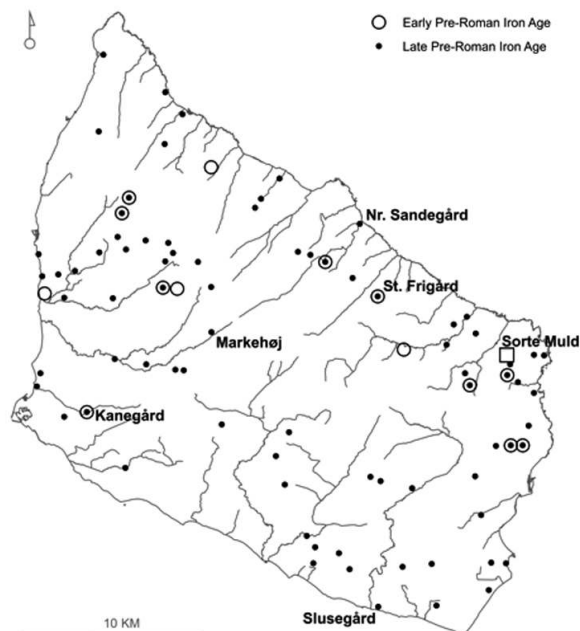 Early Pre-Roman Iron Age
Late Pre-Roman Iron Age
Nr. Sandegård
St. Frigård
Markehøj
Sorte Muld
Kanegård
Slusegård
10 KM